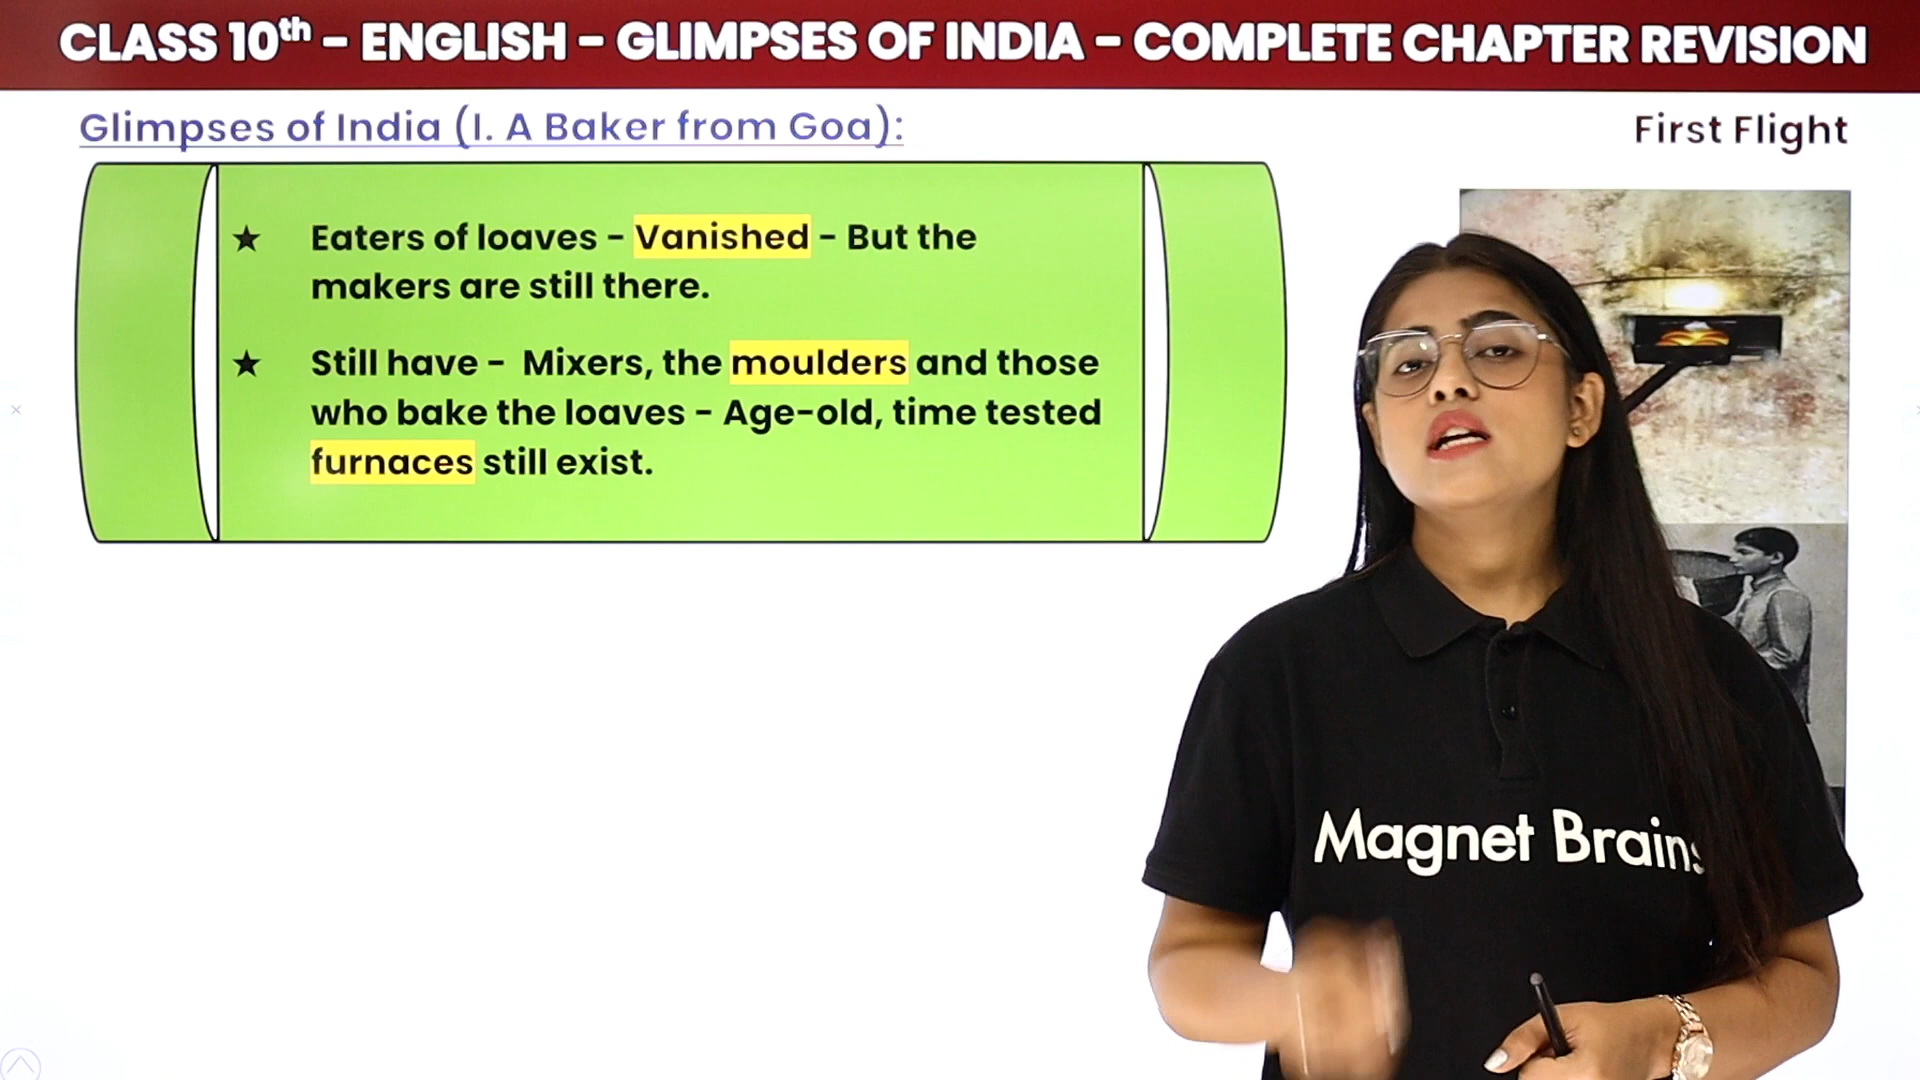 CLASS 10th - ENGLISH - GLIMPSES OF INDIA - COMPLETE CHAPTER REVISION
Glimpses of India (I. A Baker from Goa):
First Flight
★ Eaters of loaves - Vanished - But the
makers are still there.
★ Still have - Mixers, the moulders and those
who bake the loaves - Age-old, time tested
furnaces still exist.
Magnet Brains